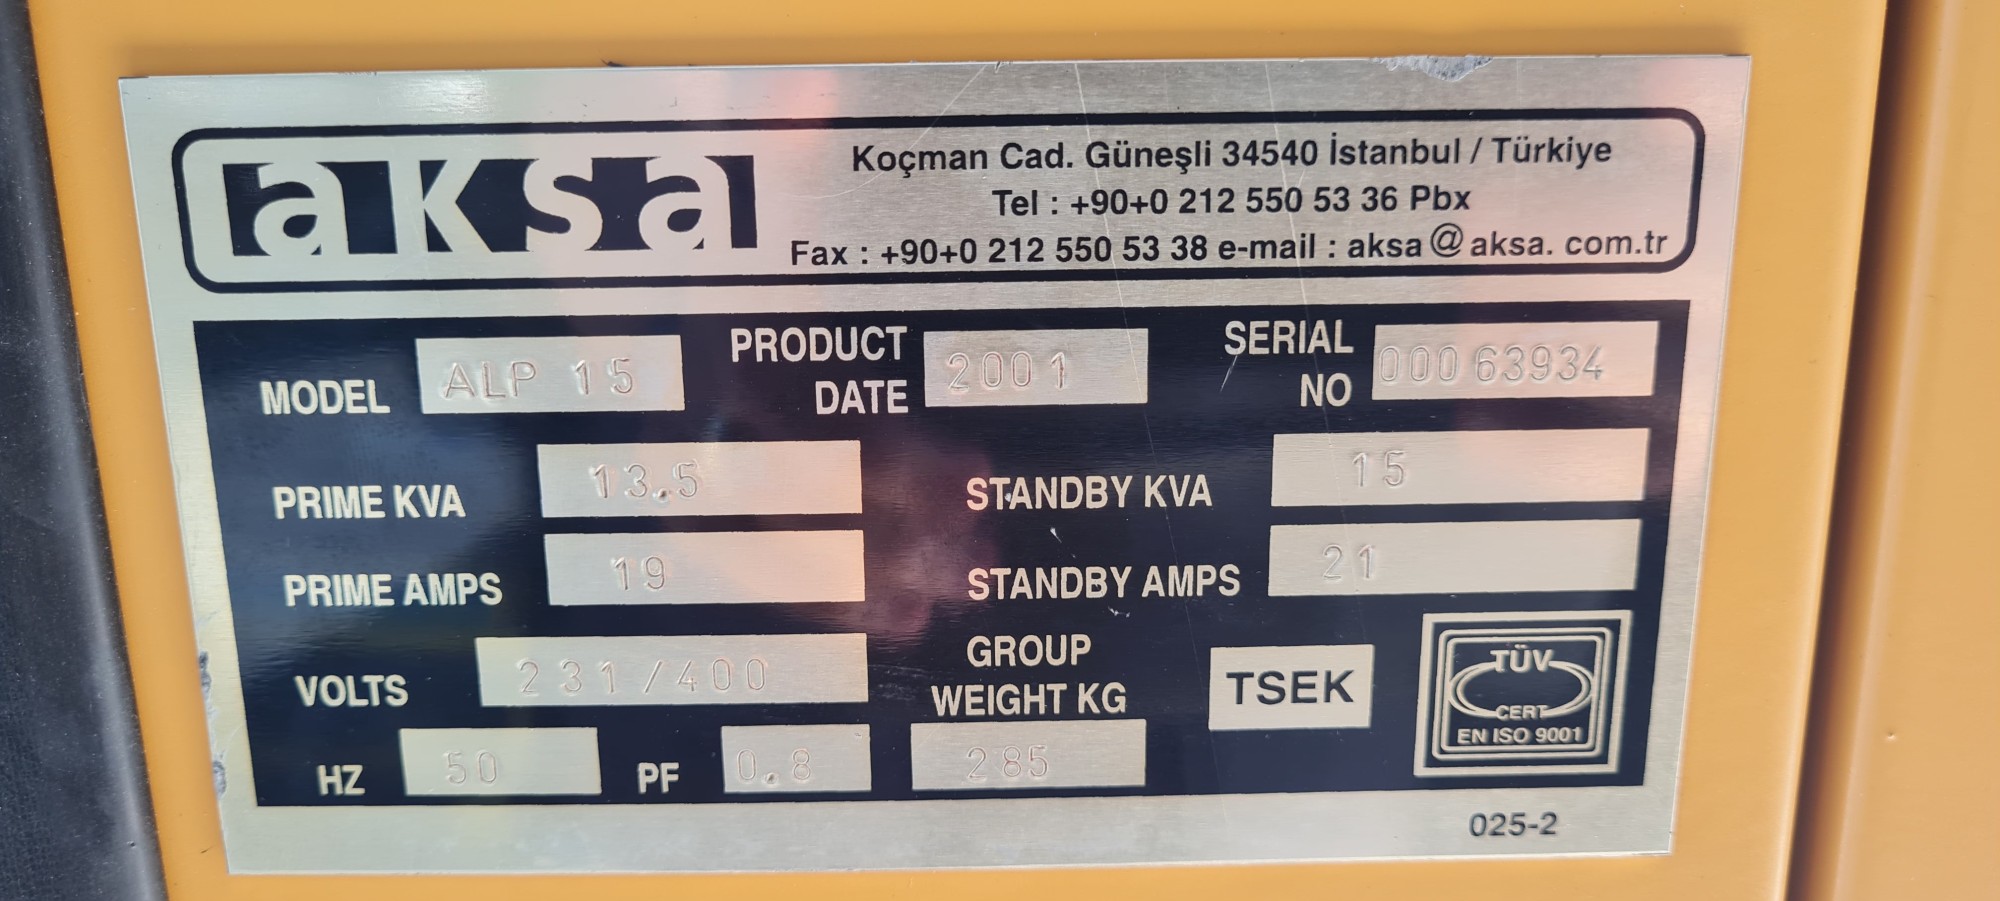 aksa
Koçman Cad. Güneşli 34540 İstanbul / Türkiye
Tel : +90+0 212 550 53 36 Pbx
Fax : +90+0 212 550 53 38 e-mail : aksa@aksa. com.tr
MODEL ALP 15
PRODUCT DATE 2001
SERIAL NO 00063934
PRIME KVA 13.5
STANDBY KVA 15
PRIME AMPS 19
STANDBY AMPS 21
VOLTS 231/400
GROUP WEIGHT KG 285
HZ 50
PF 0.8
TSEK
TÜV
CERT
EN ISO 9001
025-2